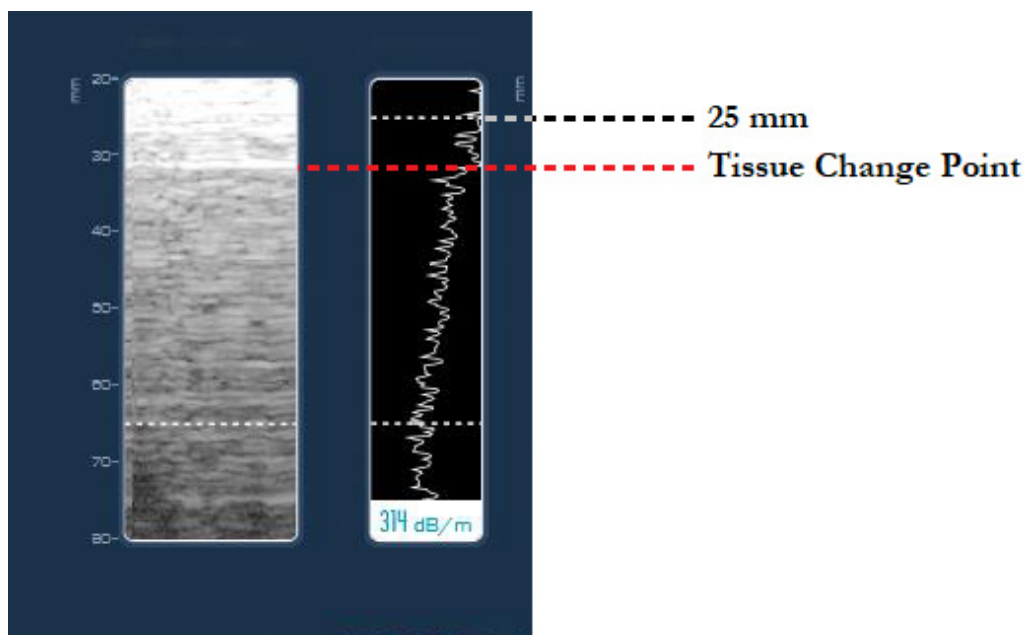 mm
20-
30-
40-
50-
60-
70-
80-
mm
314 dB/m
25 mm
Tissue Change Point